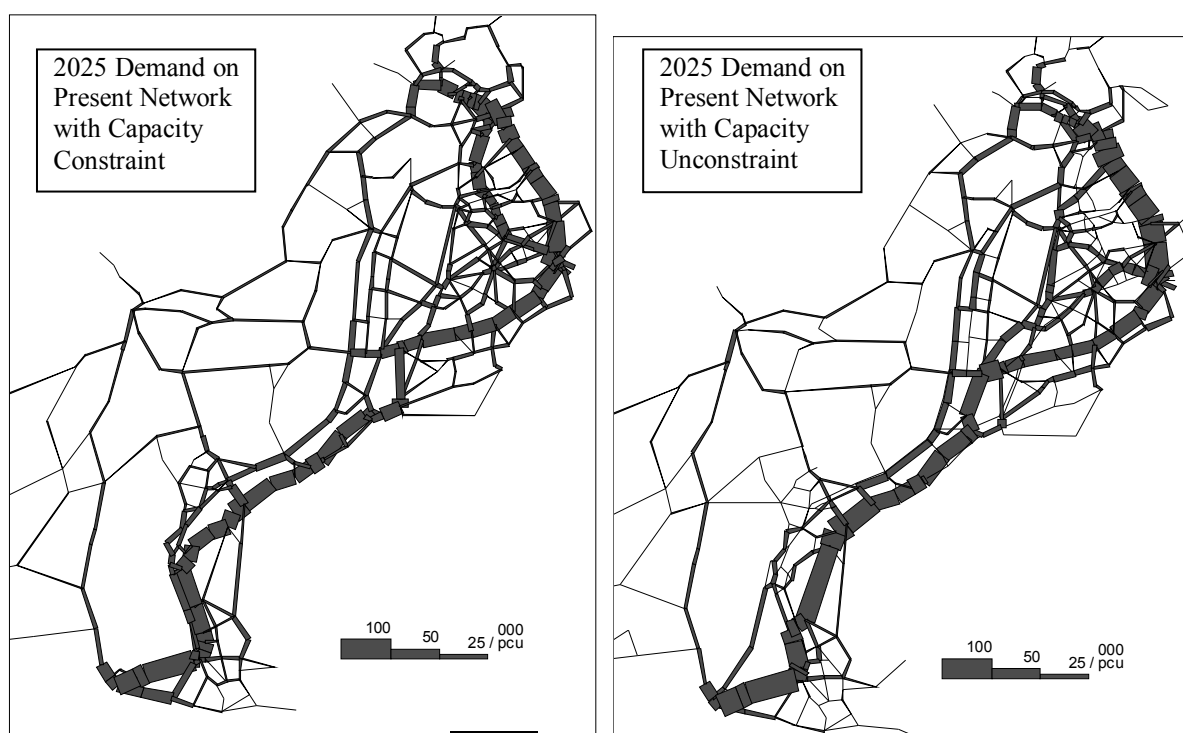 2025 Demand on
Present Network
with Capacity
Constraint
100
50
25 / pcu
000
2025 Demand on
Present Network
with Capacity
Unconstraint
100
50
25 / pcu
000